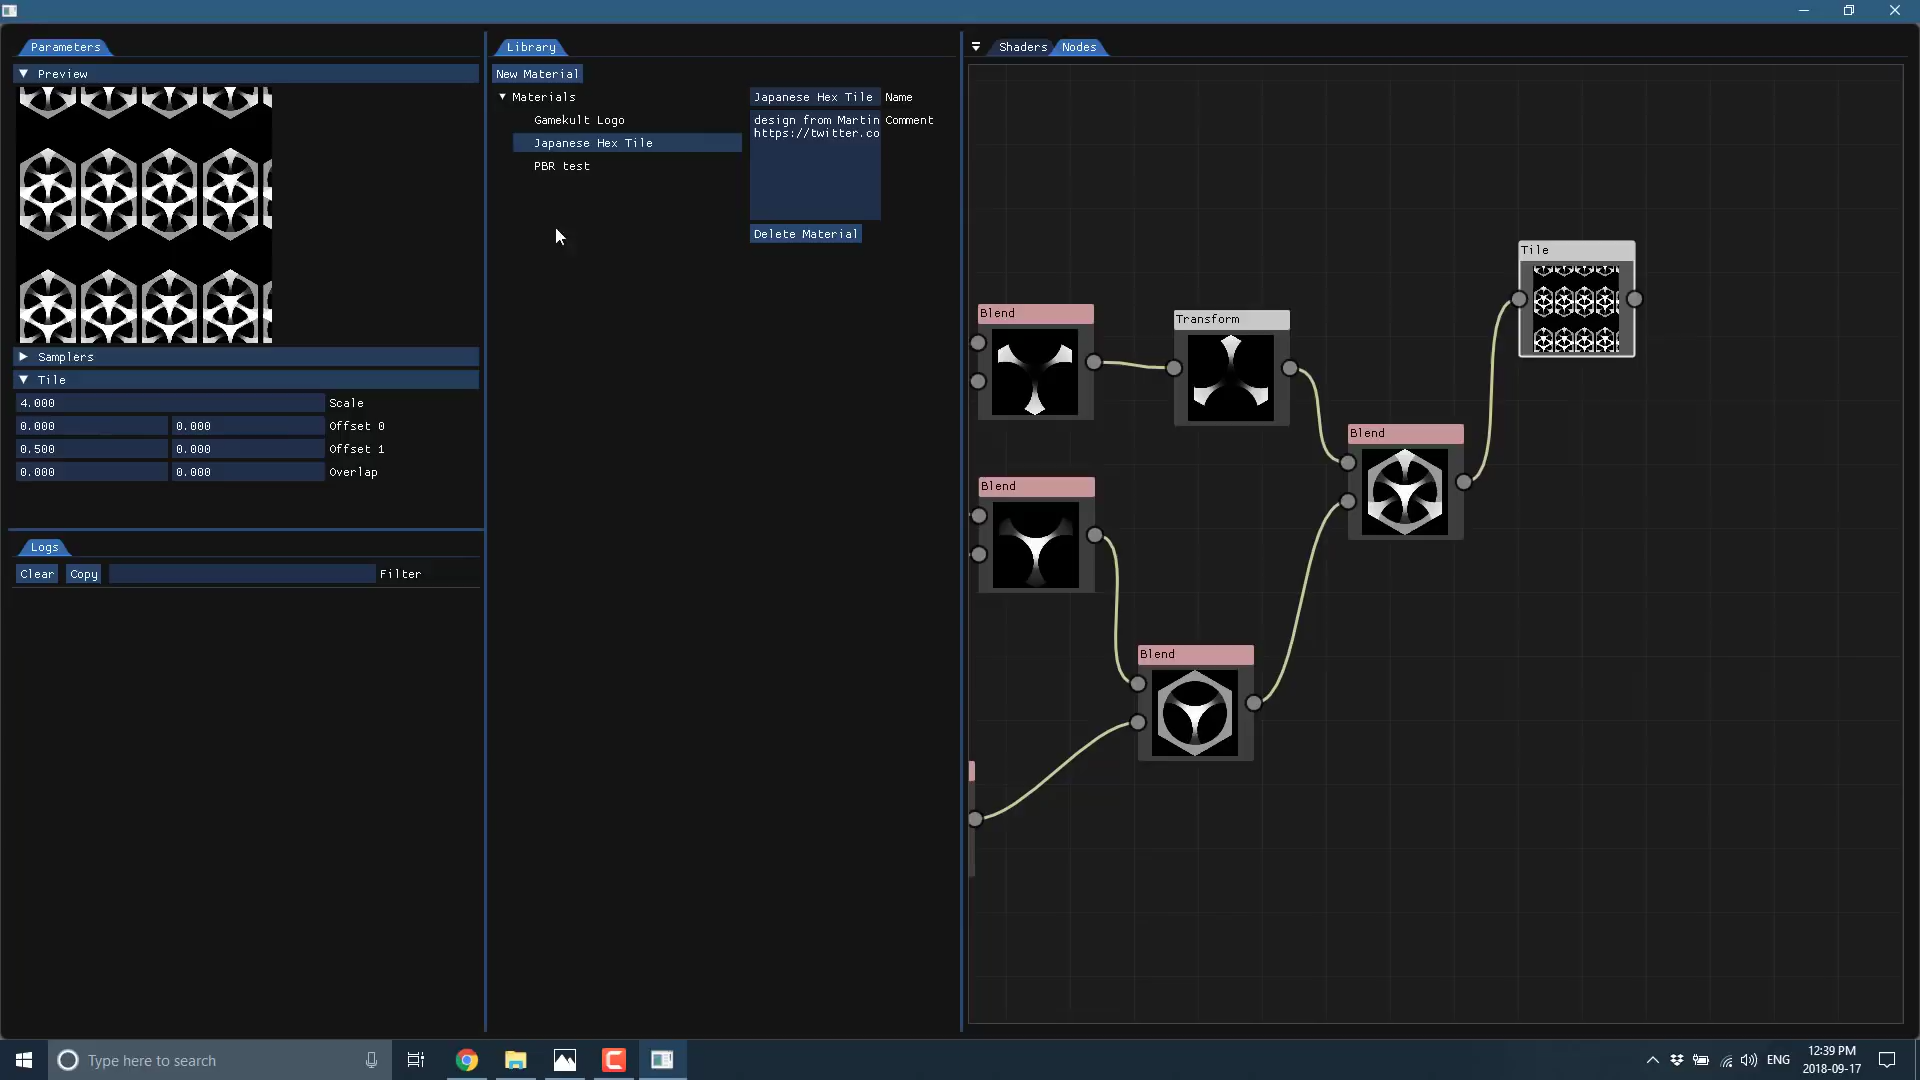 Parameters
Preview
Samplers
Tile
4.000 Scale
0.000 0.000 Offset 0
0.500 0.000 Offset 1
0.000 0.000 Overlap
Logs
Clear Copy Filter
Library
New Material
Materials
Gamekult Logo
Japanese Hex Tile
PBR test
Japanese Hex Tile Name
design from Martin Comment
https://twitter.co
Delete Material
Shaders Nodes
Tile
Blend
Transform
Blend
Blend
Blend
Type here to search
ENG
12:39 PM
2018-09-17